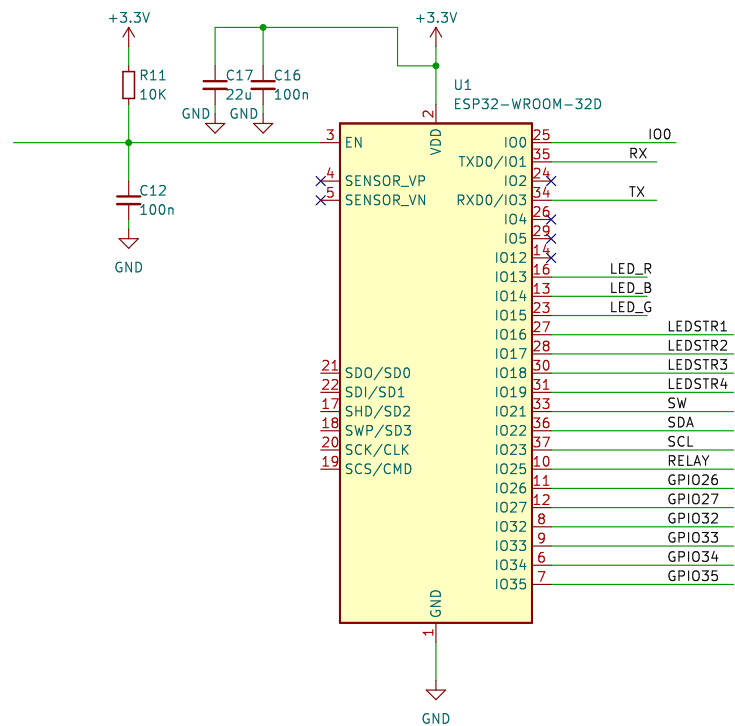 +3.3V
+3.3V
R11
10K
C17
22u
C16
100n
GND
GND
U1
ESP32-WROOM-32D
C12
100n
GND
2
VDD
3
EN
4
SENSOR_VP
5
SENSOR_VN
21
SDO/SD0
22
SDI/SD1
17
SHD/SD2
18
SWP/SD3
20
SCK/CLK
19
SCS/CMD
IO0
25
IO0
TXD0/IO1
35
RX
IO2
24
RXD0/IO3
34
TX
IO4
26
IO5
29
IO12
14
IO13
16
LED_R
IO14
13
LED_B
IO15
23
LED_G
IO16
27
LEDSTR1
IO17
28
LEDSTR2
IO18
30
LEDSTR3
IO19
31
LEDSTR4
IO21
33
SW
IO22
36
SDA
IO23
37
SCL
IO25
10
RELAY
IO26
11
GPIO26
IO27
12
GPIO27
IO32
8
GPIO32
IO33
9
GPIO33
IO34
6
GPIO34
IO35
7
GPIO35
GND
1
GND